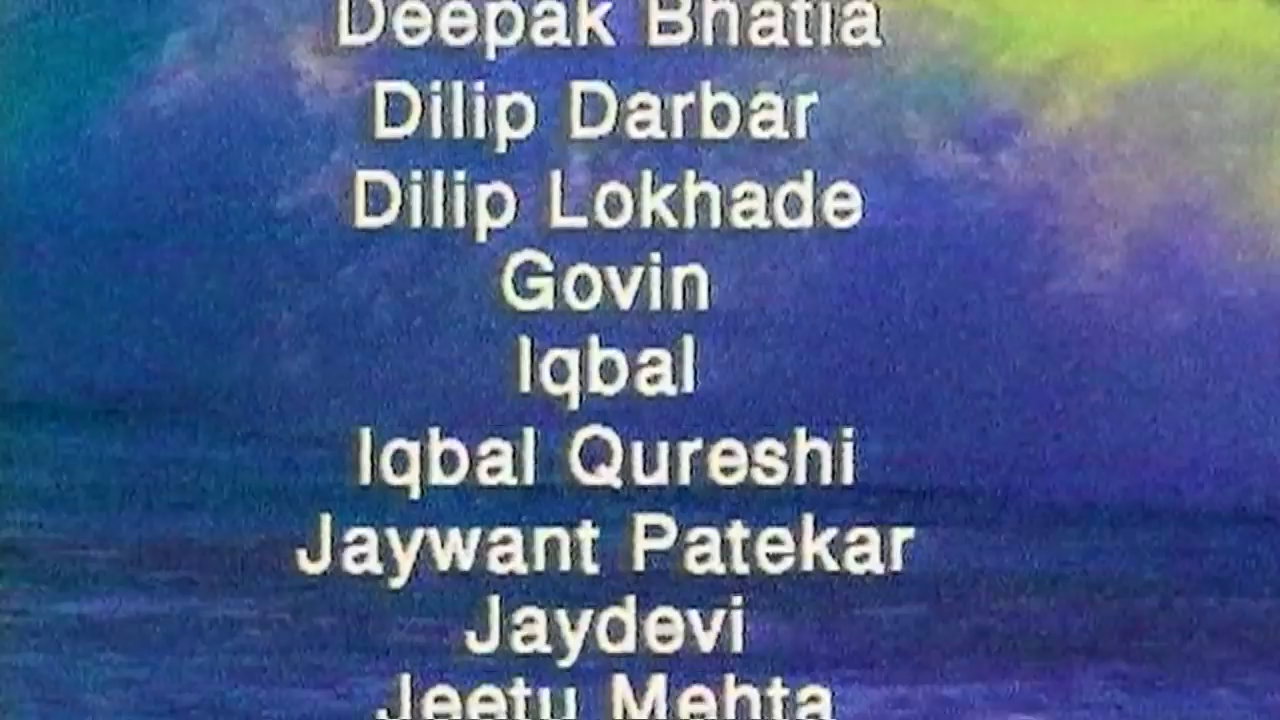 Deepak Bhatia
Dilip Darbar
Dilip Lokhade
Govin
Iqbal
Iqbal Qureshi
Jaywant Patekar
Jaydevi
Jeetu Mehta